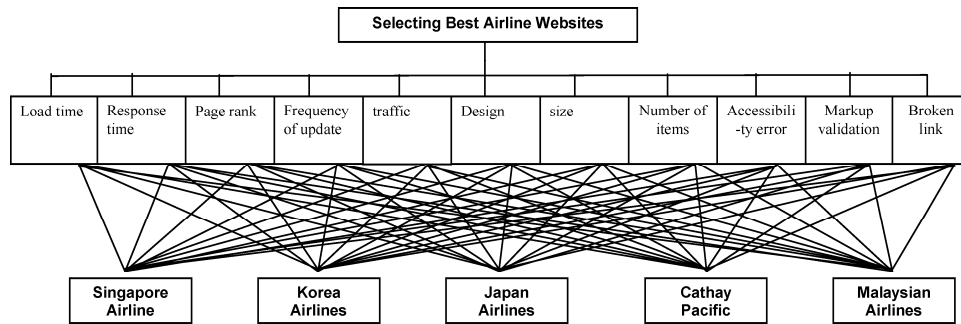 Selecting Best Airline Websites
Load time
Response
time
Page rank
Frequency
of update
traffic
Design
size
Number of
items
Accessibili
-ty error
Markup
validation
Broken
link
Singapore
Airline
Korea
Airlines
Japan
Airlines
Cathay
Pacific
Malaysian
Airlines